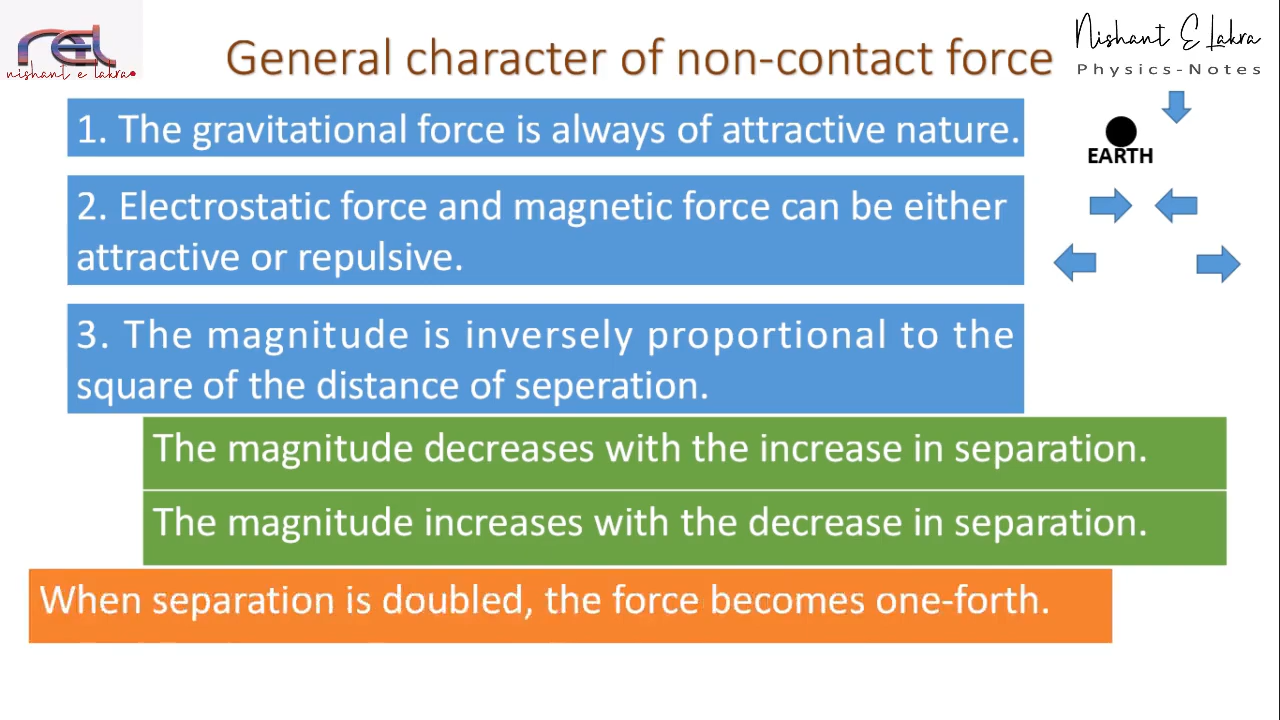 nishant e lakra
General character of non-contact force
Nishant E Lakra
Physics-Notes
1. The gravitational force is always of attractive nature.
EARTH
2. Electrostatic force and magnetic force can be either
attractive or repulsive.
3. The magnitude is inversely proportional to the
square of the distance of seperation.
The magnitude decreases with the increase in separation.
The magnitude increases with the decrease in separation.
When separation is doubled, the force becomes one-forth.